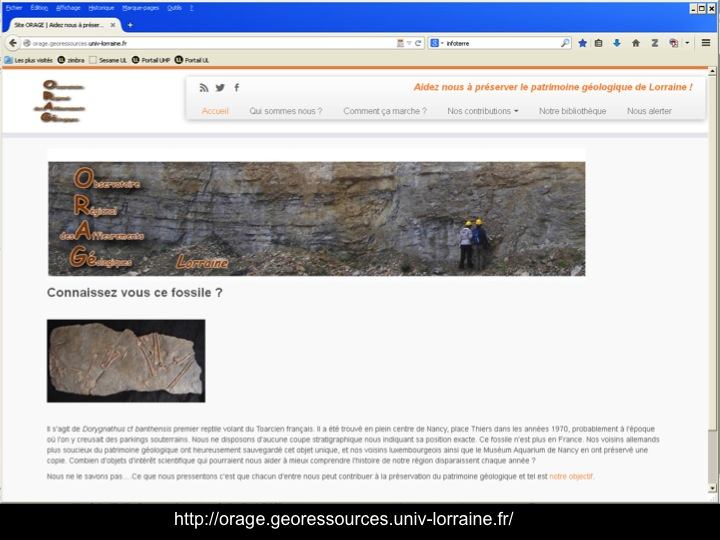 Fichier Édition Affichage Historique Marque-pages Outils ?
Site ORAGE | Aidez nous à préser... × +
orage.georessources.univ-lorraine.fr
infoterre
Les plus visités zimbra Sesame UL Portail UHP Portail UL
Observatoire
Régional
des Affleurements
Géologiques
Aidez nous à préserver le patrimoine géologique de Lorraine !
Accueil Qui sommes nous ? Comment ça marche ? Nos contributions Notre bibliothèque Nous alerter
Observatoire
Régional
des Affleurements
Géologiques Lorraine
Connaissez vous ce fossile ?
Il s'agit de Dorygnathus cf banthensis premier reptile volant du Toarcien français. Il a été trouvé en plein centre de Nancy, place Thiers dans les années 1970, probablement à l'époque
où l'on y creusait des parkings souterrains. Nous ne disposons d'aucune coupe stratigraphique nous indiquant sa position exacte. Ce fossile n'est plus en France. Nos voisins allemands
plus soucieux du patrimoine géologique ont heureusement sauvegardé cet objet unique, et nos voisins luxembourgeois ainsi que le Muséum Aquarium de Nancy en ont préservé une
copie. Combien d'objets d'intérêt scientifique qui pourraient nous aider à mieux comprendre l'histoire de notre région disparaissent chaque année ?
Nous ne le savons pas... Ce que nous pressentons c'est que chacun d'entre nous peut contribuer à la préservation du patrimoine géologique et tel est notre objectif.
http://orage.georessources.univ-lorraine.fr/